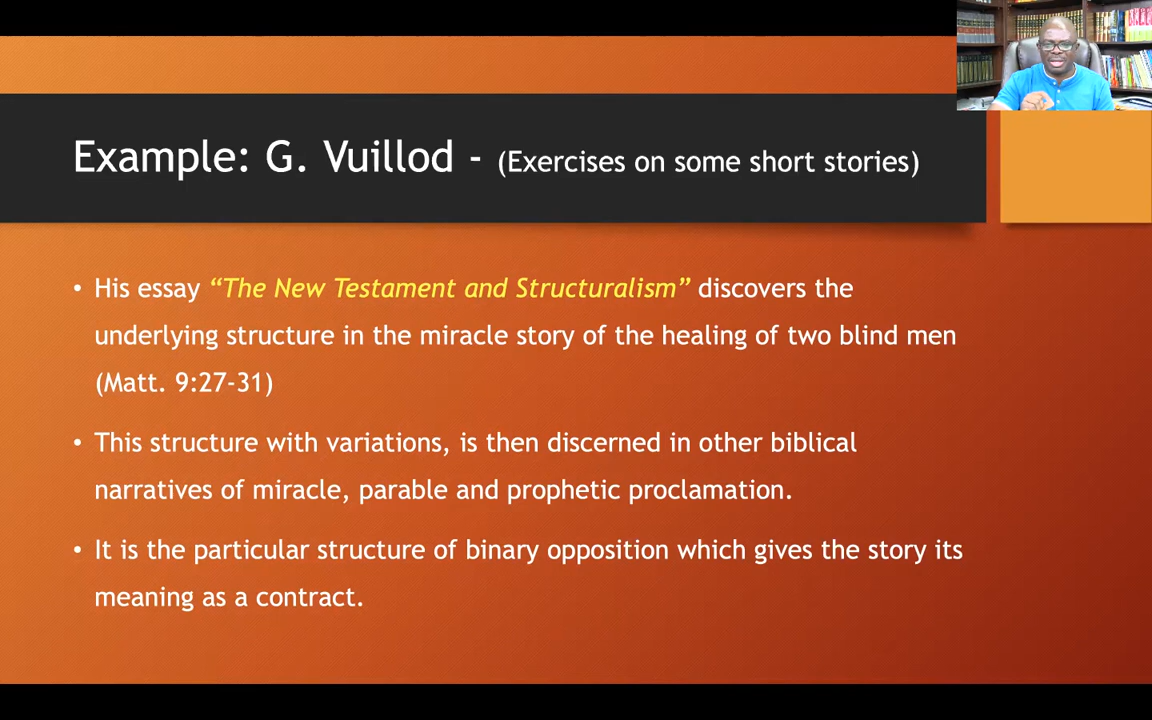 Example: G. Vuillod - (Exercises on some short stories)
• His essay “The New Testament and Structuralism” discovers the
underlying structure in the miracle story of the healing of two blind men
(Matt. 9:27-31)
• This structure with variations, is then discerned in other biblical
narratives of miracle, parable and prophetic proclamation.
• It is the particular structure of binary opposition which gives the story its
meaning as a contract.